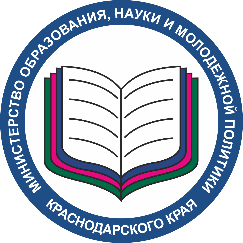 МИНИСТЕРСТВО ОБРАЗОВАНИЯ, НАУКИ И МОЛОДЕЖНОЙ ПОЛИТИКИ
КРАСНОДАРСКОГО КРАЯ